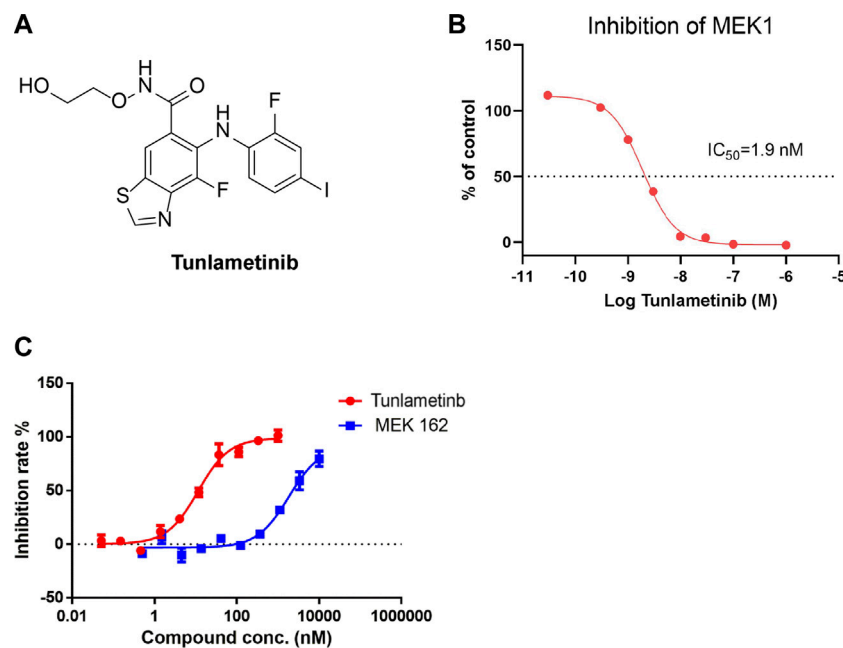 A
HO
O
NH
O
H
N
F
F
I
S
N
Tunlametinib
B
Inhibition of MEK1
150
100
50
0
% of control
IC50=1.9 nM
-11 -10 -9 -8 -7 -6 -5
Log Tunlametinib (M)
C
150
100
50
0
-50
Inhibition rate %
Tunlametinb
MEK 162
0.01 1 100 10000 1000000
Compound conc. (nM)